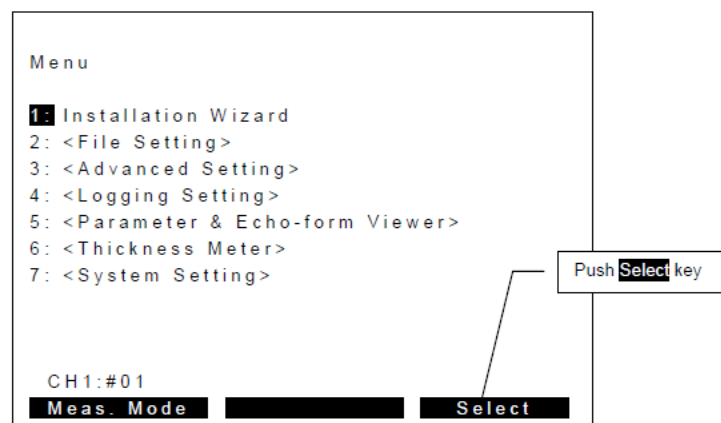 Menu
1: Installation Wizard
2: <File Setting>
3: <Advanced Setting>
4: <Logging Setting>
5: <Parameter & Echo-form Viewer>
6: <Thickness Meter>
7: <System Setting>
Push Select key
CH1:#01
Meas. Mode Select